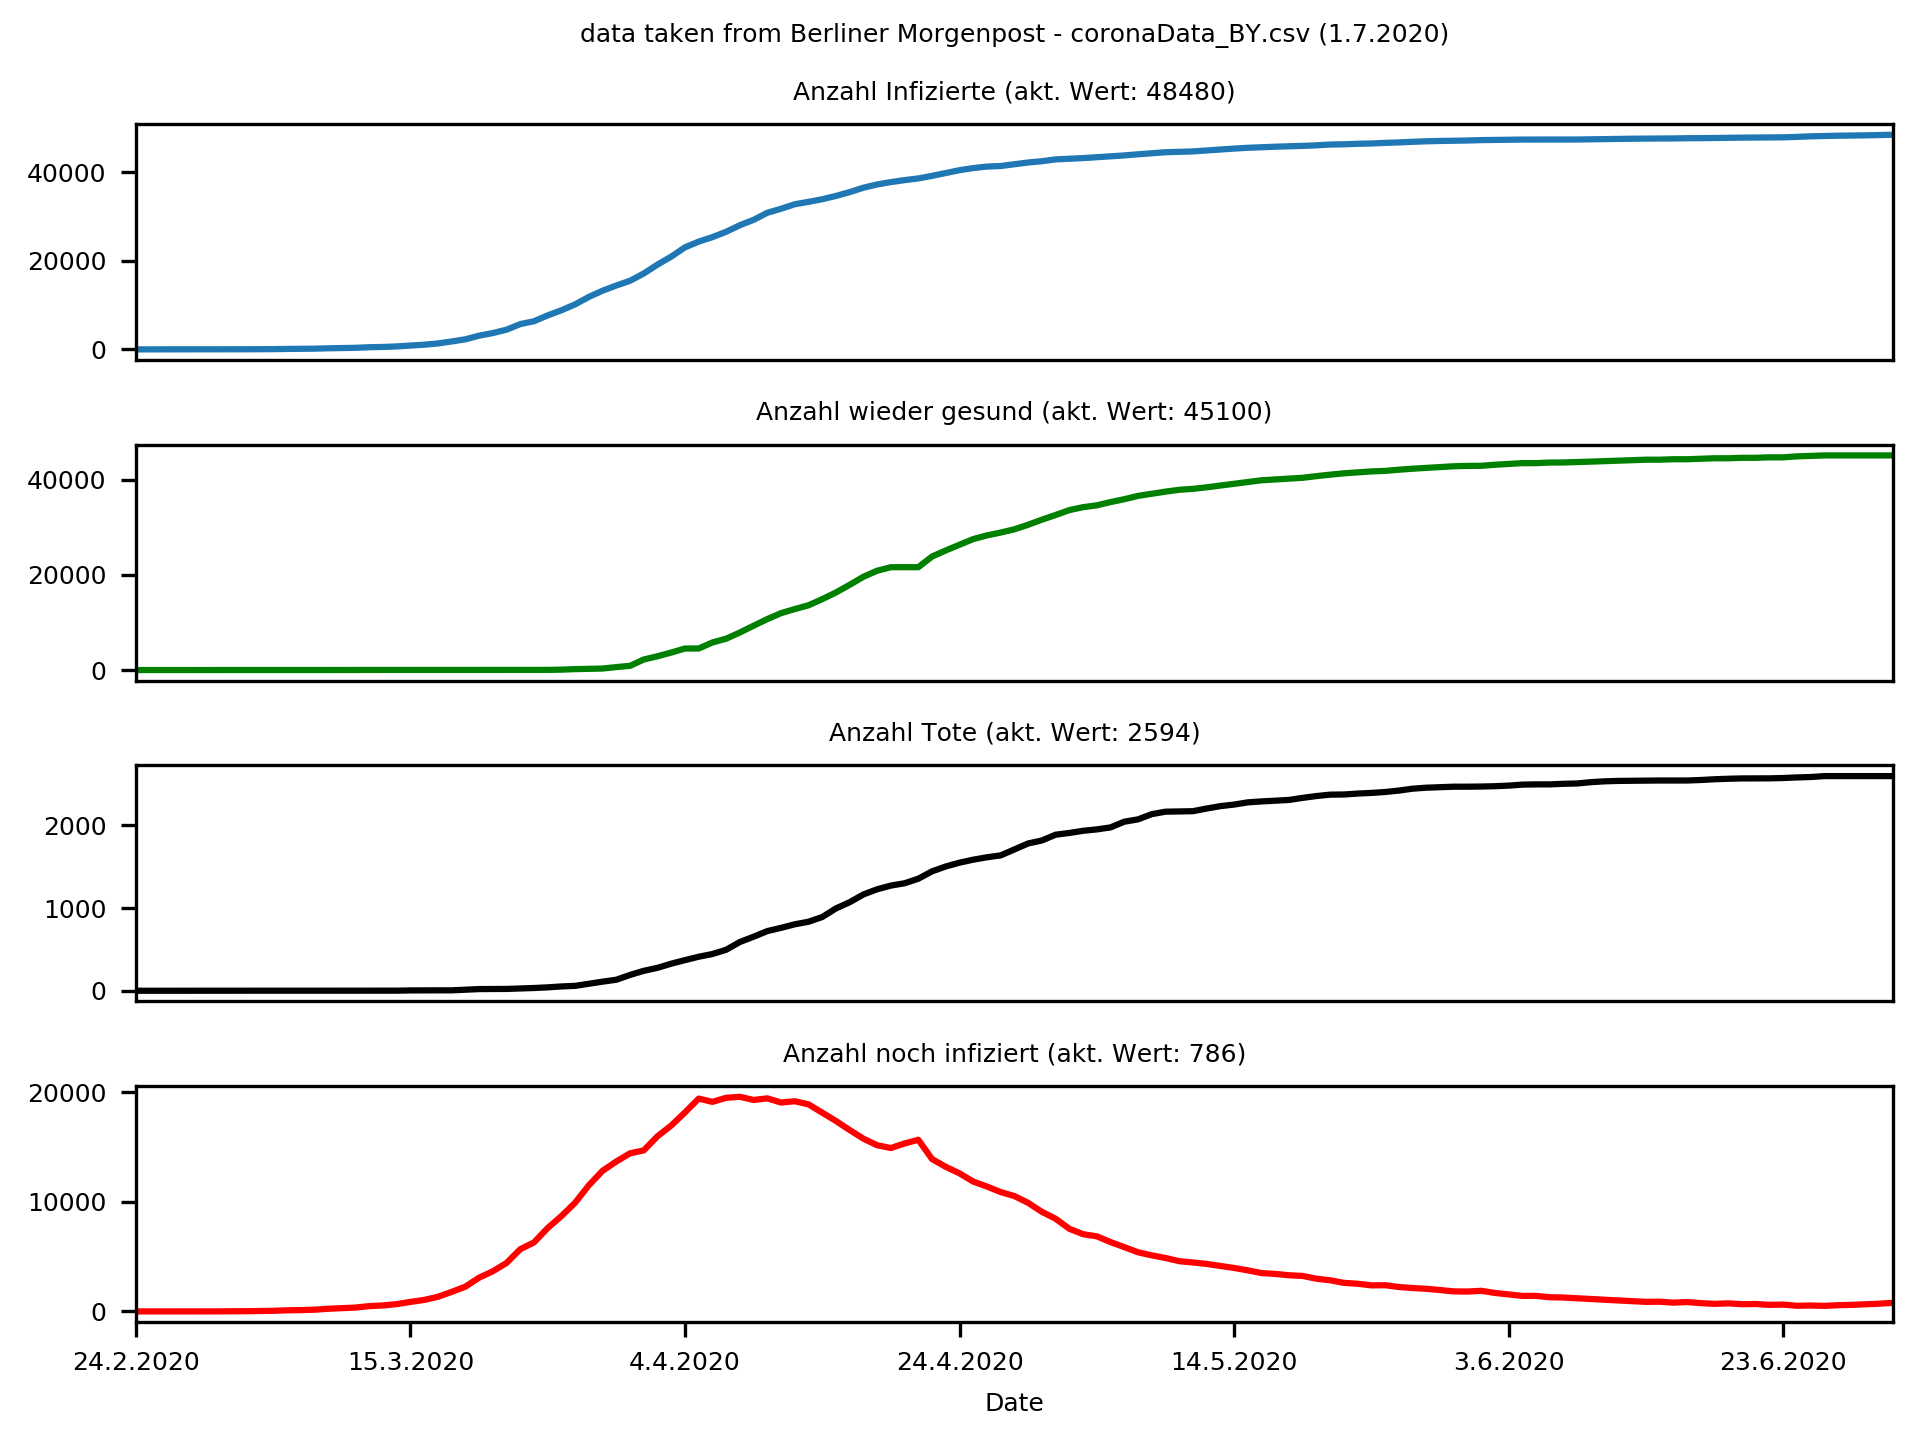 data taken from Berliner Morgenpost - coronaData_BY.csv (1.7.2020)
Anzahl Infizierte (akt. Wert: 48480)
40000
20000
0
Anzahl wieder gesund (akt. Wert: 45100)
40000
20000
0
Anzahl Tote (akt. Wert: 2594)
2000
1000
0
Anzahl noch infiziert (akt. Wert: 786)
20000
10000
0
24.2.2020 15.3.2020 4.4.2020 24.4.2020 14.5.2020 3.6.2020 23.6.2020
Date